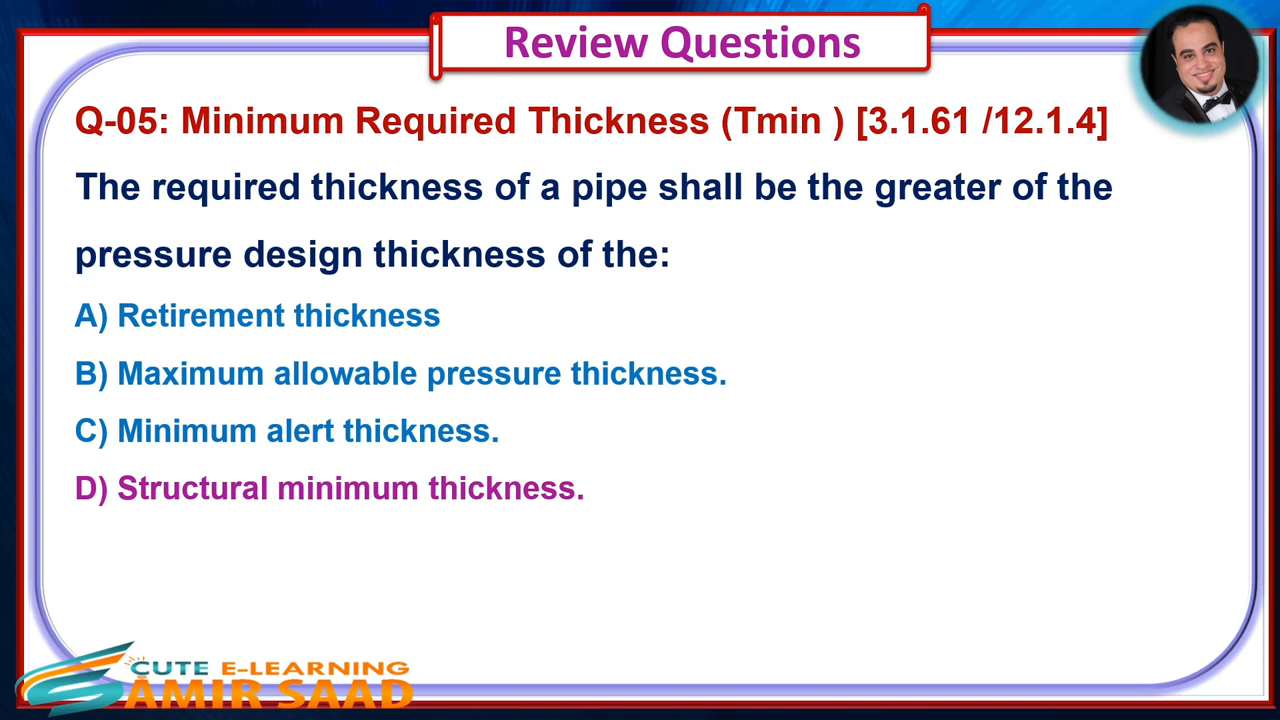 Review Questions
Q-05: Minimum Required Thickness (Tmin ) [3.1.61 /12.1.4]
The required thickness of a pipe shall be the greater of the
pressure design thickness of the:
A) Retirement thickness
B) Maximum allowable pressure thickness.
C) Minimum alert thickness.
D) Structural minimum thickness.
CUTE E-LEARNING
AMIR SAAD